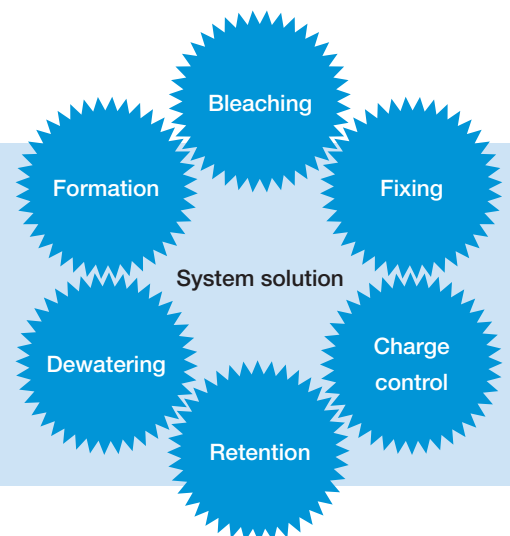 Bleaching
Formation
Fixing
System solution
Dewatering
Charge
control
Retention